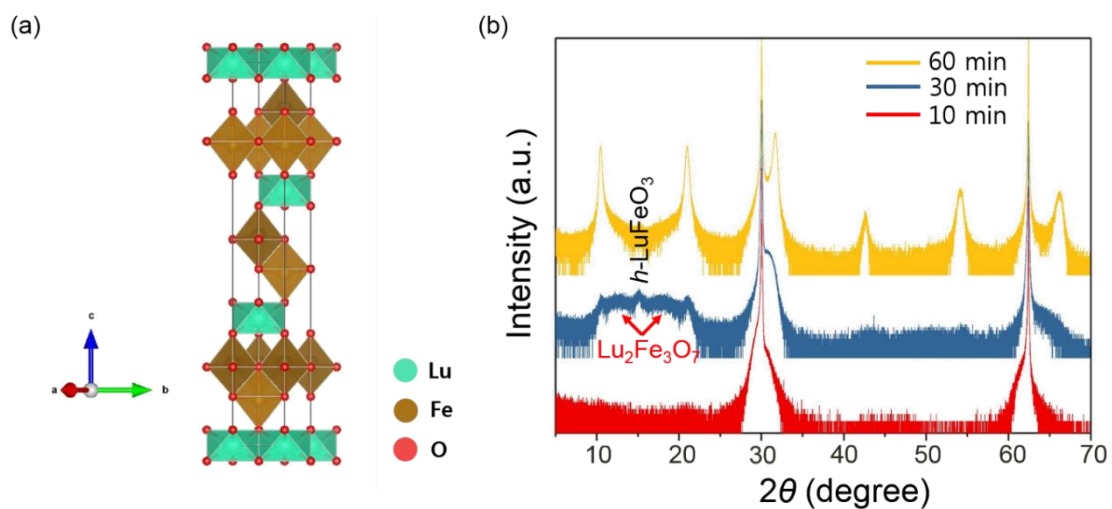 (a)
c
a
b
Lu
Fe
O
(b)
Intensity (a.u.)
60 min
30 min
10 min
h-LuFeO₃
Lu₂Fe₃O₇
10 20 30 40 50 60 70
2θ (degree)